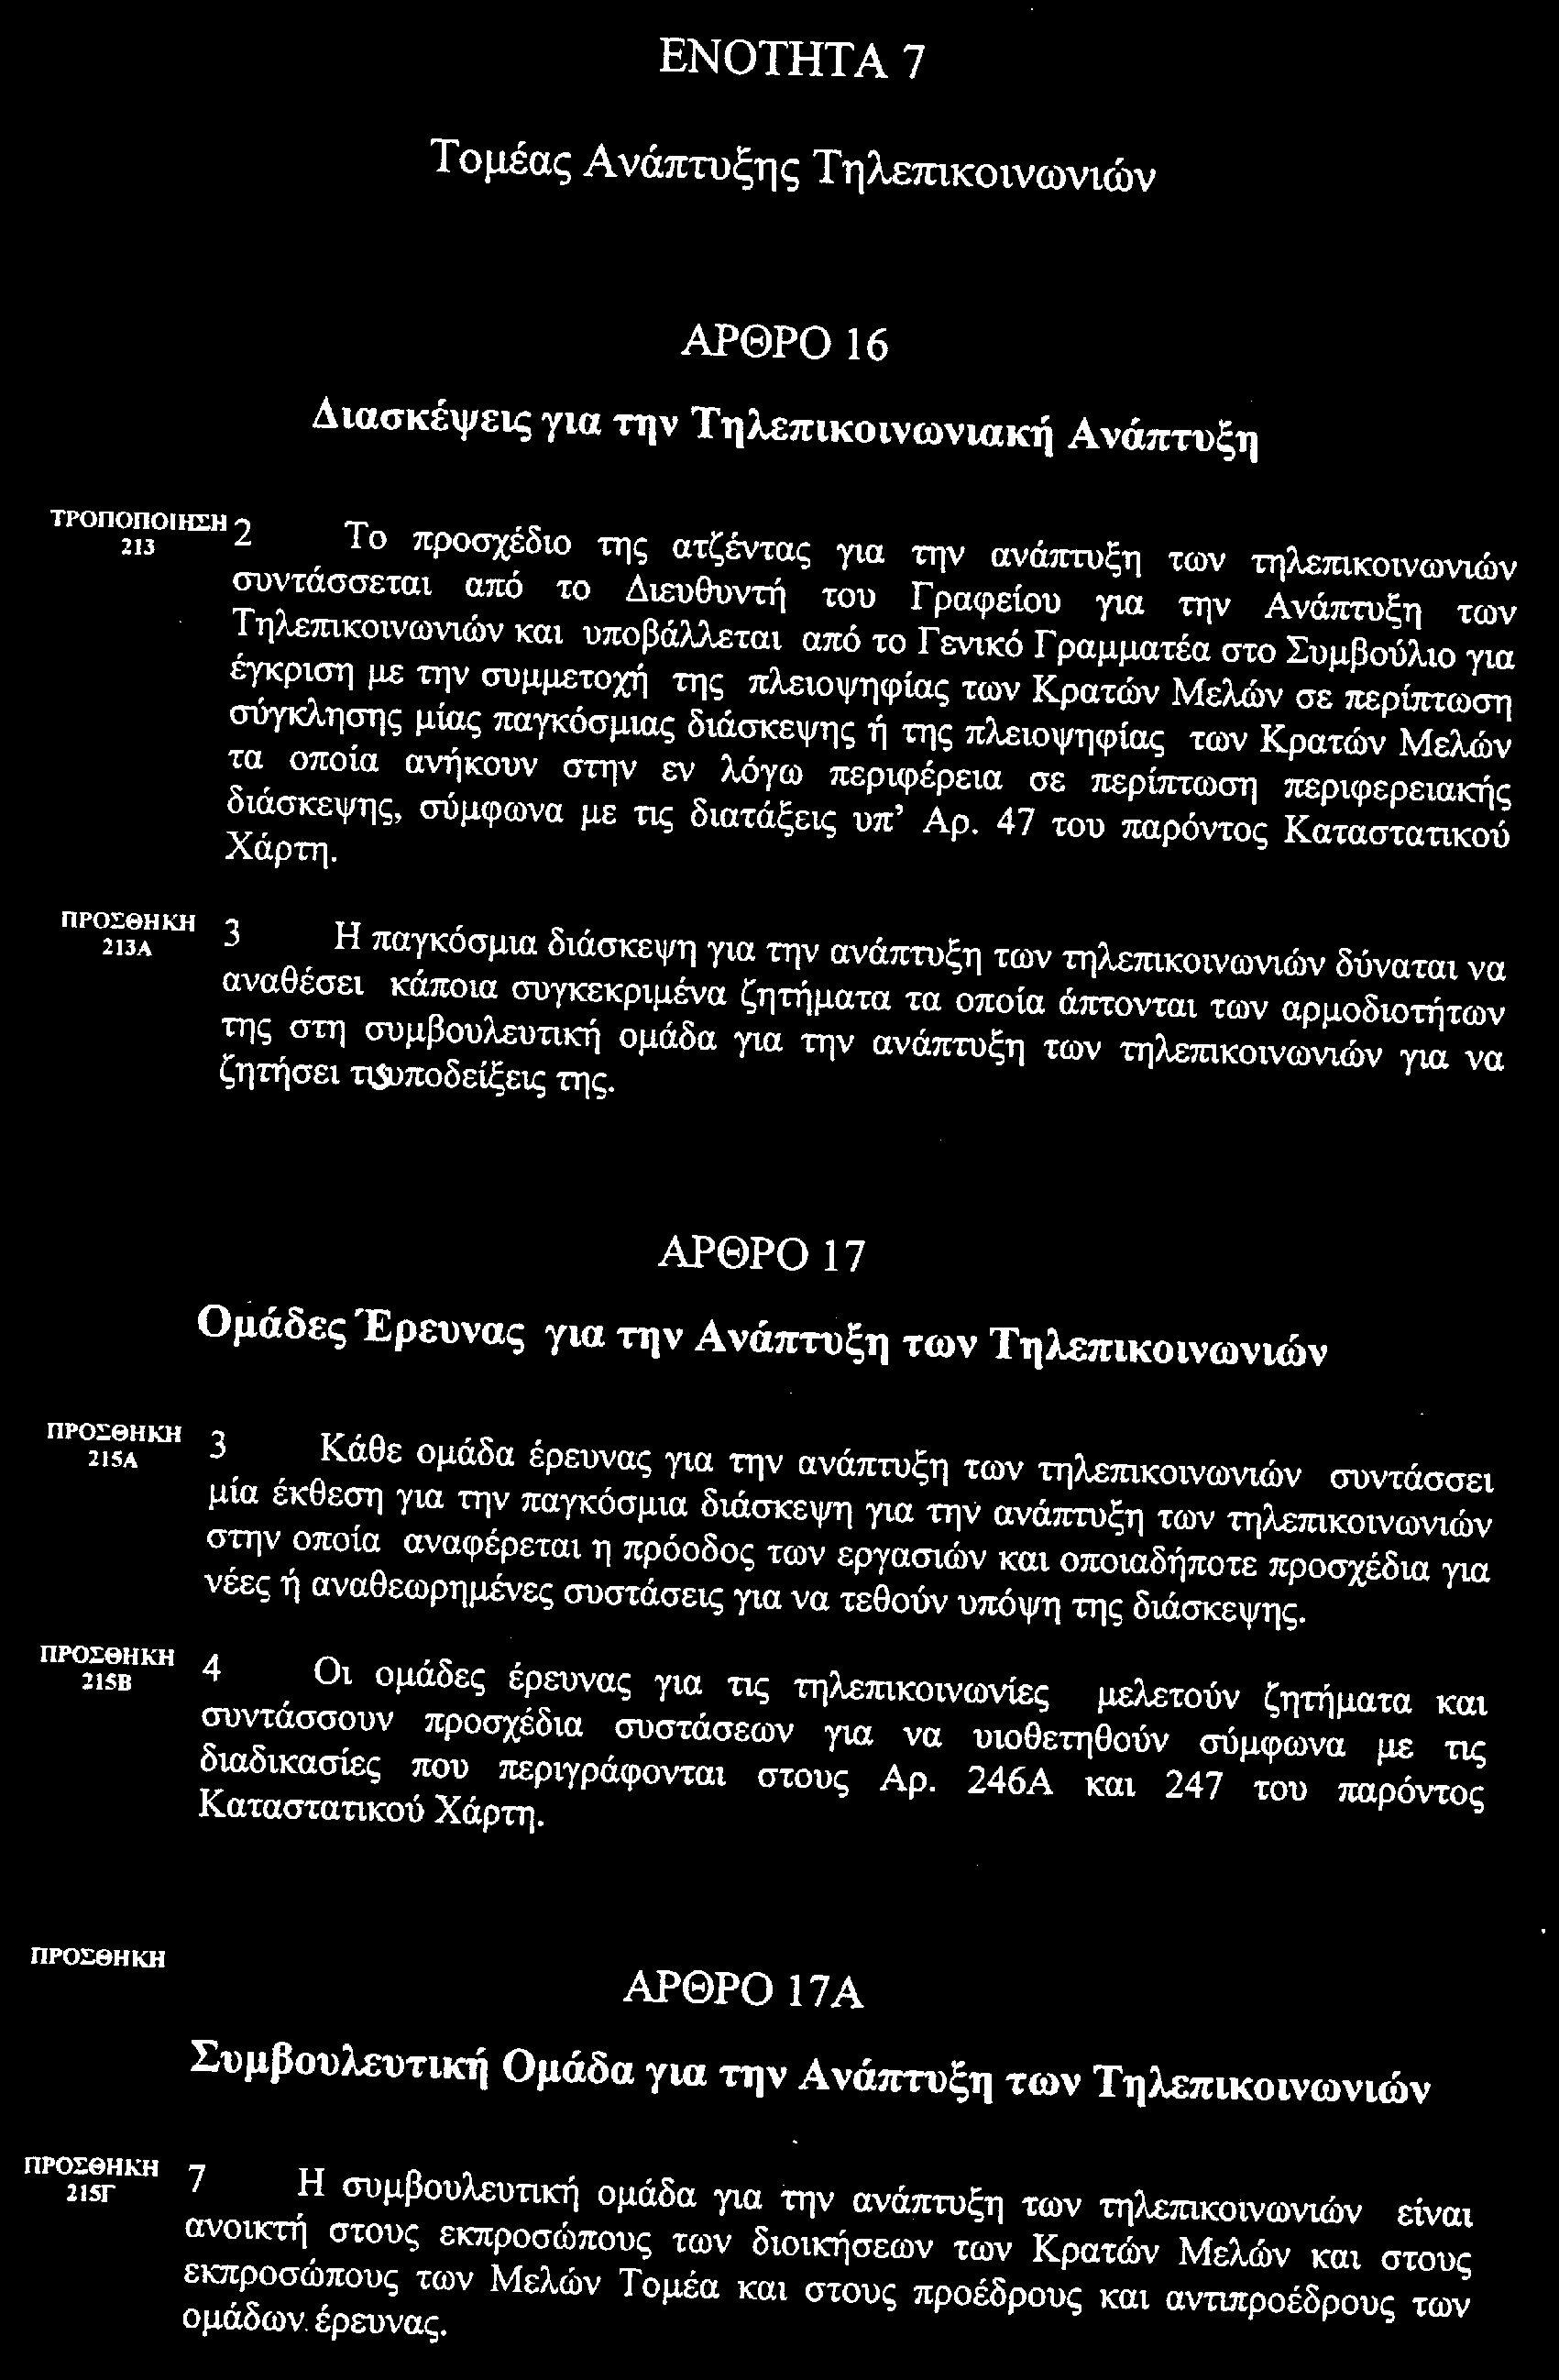 ΕΝΟΤΗΤΑ 7
Τομέας Ανάπτυξης Τηλεπικοινωνιών
ΑΡΘΡΟ 16
Διασκέψεις για την Τηλεπικοινωνιακή Ανάπτυξη
ΤΡΟΠΟΠΟΙΗΣΗ
213
2 Το προσχέδιο της ατζέντας για την ανάπτυξη των τηλεπικοινωνιών
συντάσσεται από το Διευθυντή του Γραφείου για την Ανάπτυξη των
Τηλεπικοινωνιών και υποβάλλεται από το Γενικό Γραμματέα στο Συμβούλιο για
έγκριση με την συμμετοχή της πλειοψηφίας των Κρατών Μελών σε περίπτωση
σύγκλησης μίας παγκόσμιας διάσκεψης ή της πλειοψηφίας των Κρατών Μελών
τα οποία ανήκουν στην εν λόγω περιφέρεια σε περίπτωση περιφερειακής
διάσκεψης, σύμφωνα με τις διατάξεις υπ’ Αρ. 47 του παρόντος Καταστατικού
Χάρτη.
ΠΡΟΣΘΗΚΗ
213Α
3 Η παγκόσμια διάσκεψη για την ανάπτυξη των τηλεπικοινωνιών δύναται να
αναθέσει κάποια συγκεκριμένα ζητήματα τα οποία άπτονται των αρμοδιοτήτων
της στη συμβουλευτική ομάδα για την ανάπτυξη των τηλεπικοινωνιών για να
ζητήσει τις υποδείξεις της.
ΑΡΘΡΟ 17
Ομάδες Έρευνας για την Ανάπτυξη των Τηλεπικοινωνιών
ΠΡΟΣΘΗΚΗ
215Α
3 Κάθε ομάδα έρευνας για την ανάπτυξη των τηλεπικοινωνιών συντάσσει
μία έκθεση για την παγκόσμια διάσκεψη για την ανάπτυξη των τηλεπικοινωνιών
στην οποία αναφέρεται η πρόοδος των εργασιών και οποιαδήποτε προσχέδια για
νέες ή αναθεωρημένες συστάσεις για να τεθούν υπόψη της διάσκεψης.
ΠΡΟΣΘΗΚΗ
215Β
4 Οι ομάδες έρευνας για τις τηλεπικοινωνίες μελετούν ζητήματα και
συντάσσουν προσχέδια συστάσεων για να υιοθετηθούν σύμφωνα με τις
διαδικασίες που περιγράφονται στους Αρ. 246Α και 247 του παρόντος
Καταστατικού Χάρτη.
ΠΡΟΣΘΗΚΗ
ΑΡΘΡΟ 17Α
Συμβουλευτική Ομάδα για την Ανάπτυξη των Τηλεπικοινωνιών
ΠΡΟΣΘΗΚΗ
215Γ
7 Η συμβουλευτική ομάδα για την ανάπτυξη των τηλεπικοινωνιών είναι
ανοικτή στους εκπροσώπους των διοικήσεων των Κρατών Μελών και στους
εκπροσώπους των Μελών Τομέα και στους προέδρους και αντιπροέδρους των
ομάδων έρευνας.